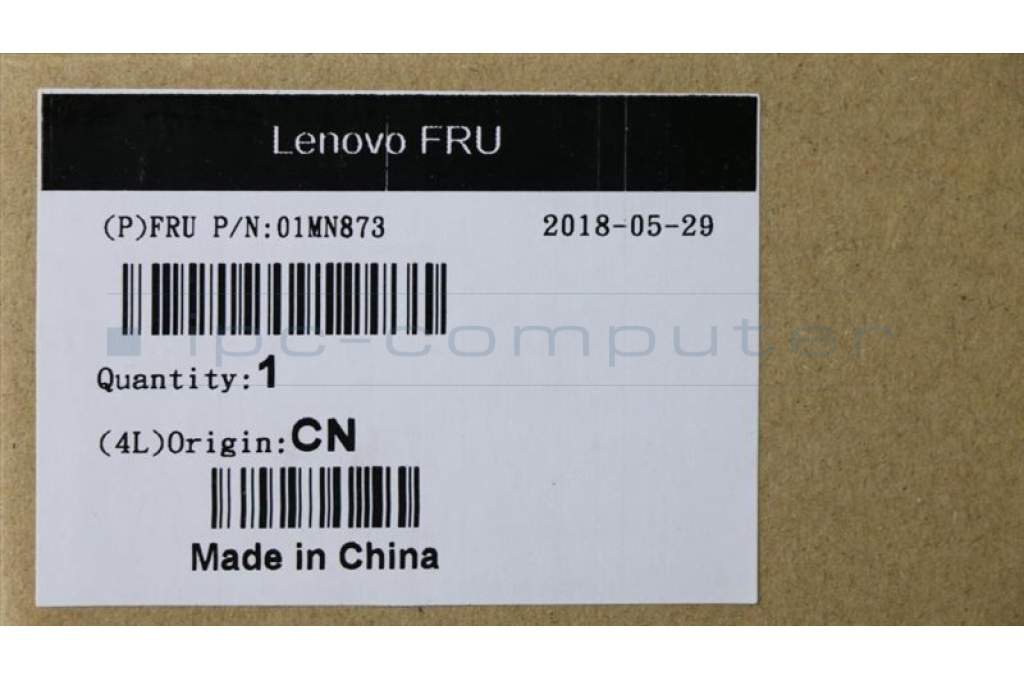 Lenovo FRU
(P)FRU P/N:01MN873 2018-05-29
ipc-computer
Quantity:1
(4L)Origin:CN
Made in China